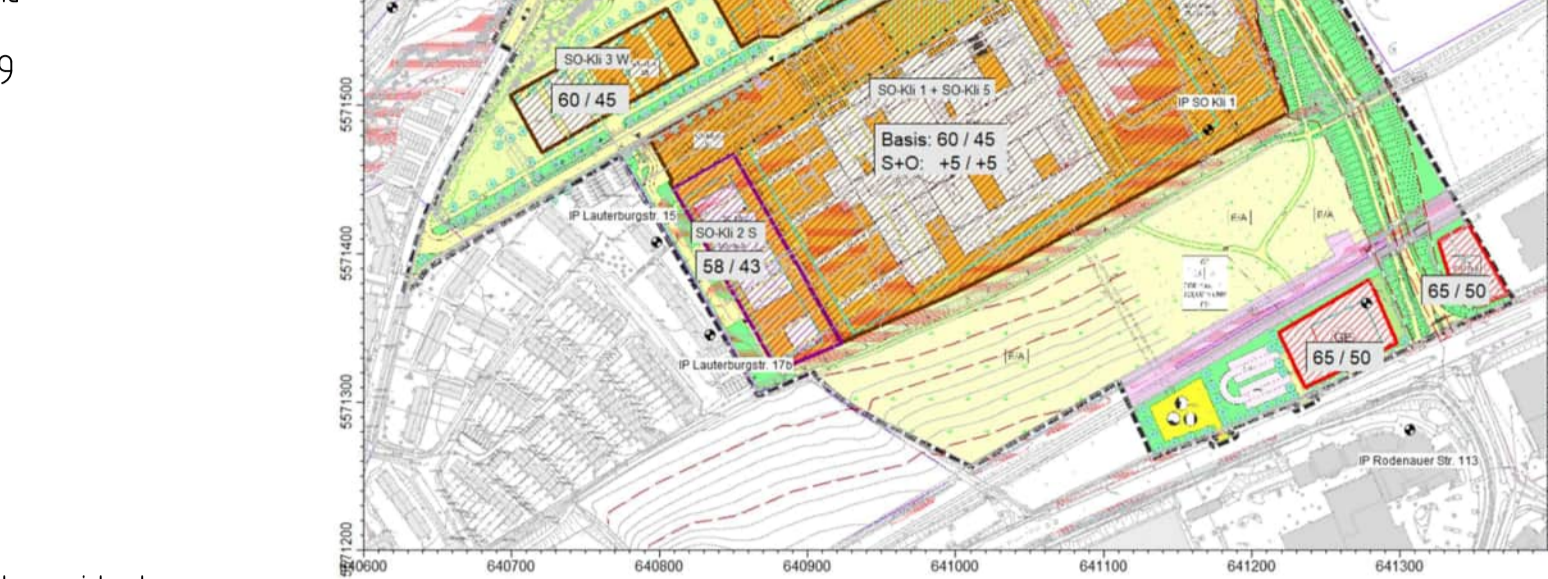 g
SO-Kli 3 W
60 / 45
SO-Kli 1 + SO-Kli 5
Basis: 60 / 45
S+O: +5 / +5
IP SO Kli 1
IP Lauterburgstr. 15
SO-Kli 2 S
58 / 43
IP Lauterburgstr. 17b
E/A
E/A
E/A
65 / 50
GE
65 / 50
IP Rodenauer Str. 113
5571500
5571400
5571300
5571200
640600
640700
640800
640900
641000
641100
641200
641300